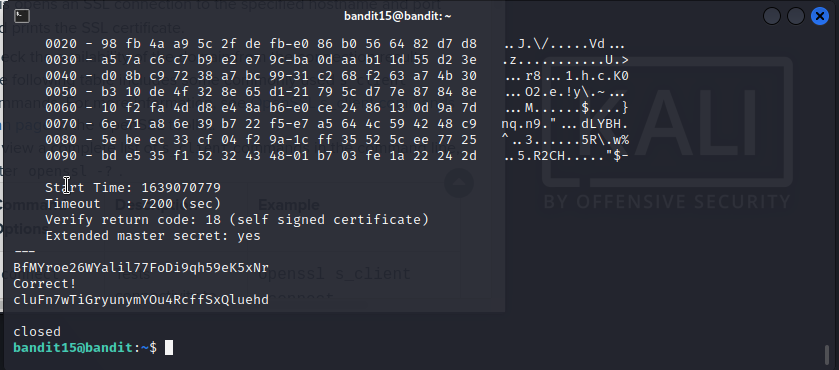 bandit15@bandit: ~
0020 - 98 fb 4a a9 5c 2f de fb-e0 86 b0 56 64 82 d7 d8   ..J.\/.....Vd...
0030 - a5 7a c6 c7 b9 e2 e7 9c-ba 0d aa b1 1d 55 d2 3e   .z...........U.>
0040 - d0 8b c9 72 38 a7 bc 99-31 c2 68 f2 63 a7 4b 30   ...r8...1.h.c.K0
0050 - b3 10 de 4f 32 8e 65 d1-21 79 5c d7 7e 87 84 8e   ...O2.e.!y\.~...
0060 - 10 f2 fa 4d d8 e4 8a b6-e0 ce 24 86 13 0d 9a 7d   ...M......$....}
0070 - 6e 71 a8 6e 39 b7 22 f5-e7 a5 64 4c 59 42 48 c9   nq.n9."...dLYBH.
0080 - 5e be ec 33 cf 04 f2 9a-1c ff 35 52 5c ee 77 25   ^..3......5R\.w%
0090 - bd e5 35 f1 52 32 43 48-01 b7 03 fe 1a 22 24 2d   ..5.R2CH....."$-
Start Time: 1639070779
Timeout   : 7200 (sec)
Verify return code: 18 (self signed certificate)
Extended master secret: yes
---
BfMYroe26WYalil77FoDi9qh59eK5xNr
Correct!
cluFn7wTiGryunymYOu4RcffSxQluehd
closed
bandit15@bandit:~$
KALI
BY OFFENSIVE SECURITY